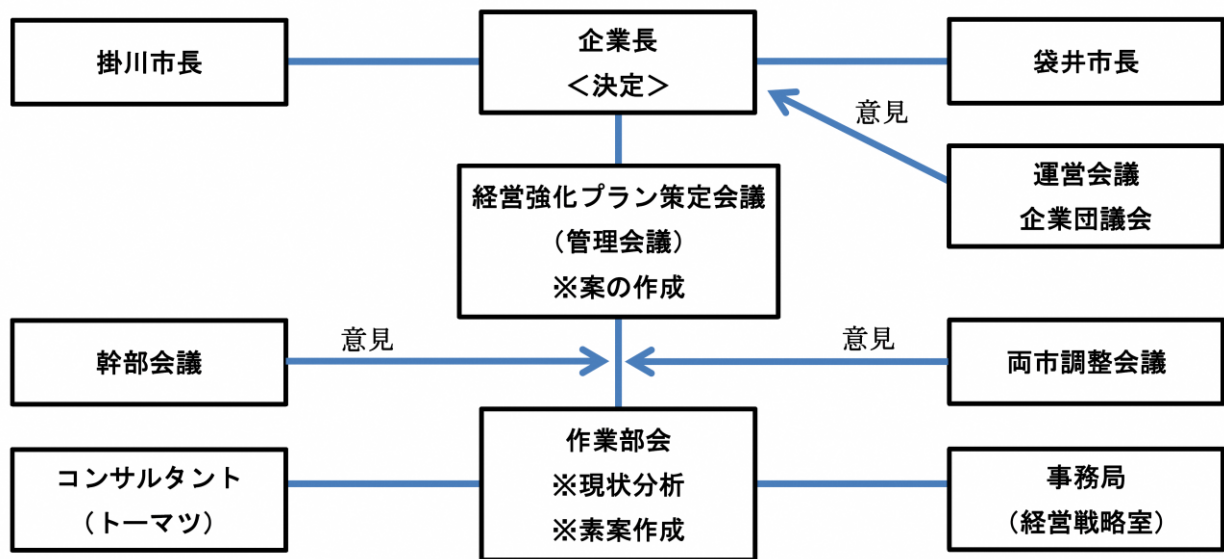 掛川市長
企業長
＜決定＞
袋井市長
意見
運営会議
企業団議会
経営強化プラン策定会議
（管理会議）
※案の作成
幹部会議
意見
意見
両市調整会議
作業部会
※現状分析
※素案作成
コンサルタント
（トーマツ）
事務局
（経営戦略室）